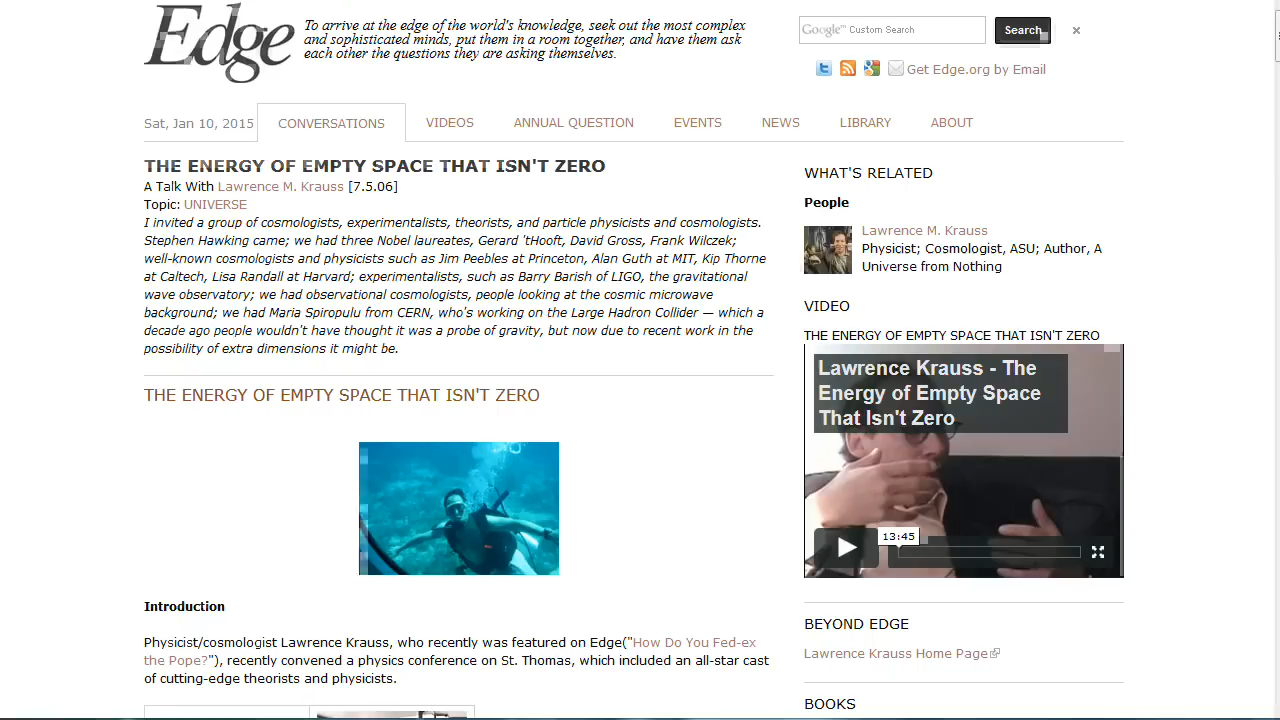 Edge
To arrive at the edge of the world's knowledge, seek out the most complex
and sophisticated minds, put them in a room together, and have them ask
each other the questions they are asking themselves.
Google™ Custom Search
Search
×
Get Edge.org by Email
Sat, Jan 10, 2015
CONVERSATIONS
VIDEOS
ANNUAL QUESTION
EVENTS
NEWS
LIBRARY
ABOUT
THE ENERGY OF EMPTY SPACE THAT ISN'T ZERO
A Talk With Lawrence M. Krauss [7.5.06]
Topic: UNIVERSE
I invited a group of cosmologists, experimentalists, theorists, and particle physicists and cosmologists.
Stephen Hawking came; we had three Nobel laureates, Gerard 'tHooft, David Gross, Frank Wilczek;
well-known cosmologists and physicists such as Jim Peebles at Princeton, Alan Guth at MIT, Kip Thorne
at Caltech, Lisa Randall at Harvard; experimentalists, such as Barry Barish of LIGO, the gravitational
wave observatory; we had observational cosmologists, people looking at the cosmic microwave
background; we had Maria Spiropulu from CERN, who's working on the Large Hadron Collider — which a
decade ago people wouldn't have thought it was a probe of gravity, but now due to recent work in the
possibility of extra dimensions it might be.
THE ENERGY OF EMPTY SPACE THAT ISN'T ZERO
Introduction
Physicist/cosmologist Lawrence Krauss, who recently was featured on Edge("How Do You Fed-ex
the Pope?"), recently convened a physics conference on St. Thomas, which included an all-star cast
of cutting-edge theorists and physicists.
WHAT'S RELATED
People
Lawrence M. Krauss
Physicist; Cosmologist, ASU; Author, A
Universe from Nothing
VIDEO
THE ENERGY OF EMPTY SPACE THAT ISN'T ZERO
Lawrence Krauss - The
Energy of Empty Space
That Isn't Zero
13:45
BEYOND EDGE
Lawrence Krauss Home Page
BOOKS